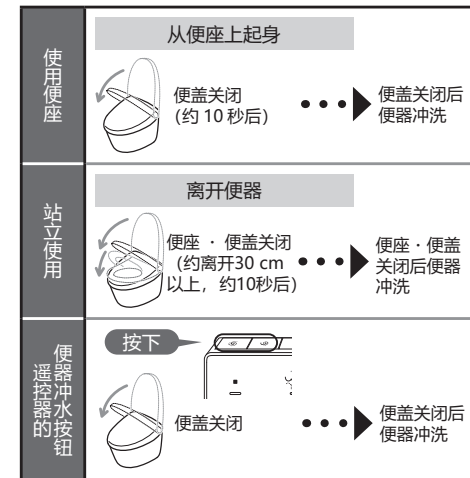 使用便座
从便座上起身
便盖关闭
(约 10 秒后)
便盖关闭后
便器冲洗
站立使用
离开便器
便座 · 便盖关闭
(约离开30 cm
以上，约10秒后)
便座 · 便盖
关闭后便器
冲洗
遥控器的
便器冲水按钮
按下
便盖关闭
便盖关闭后
便器冲洗